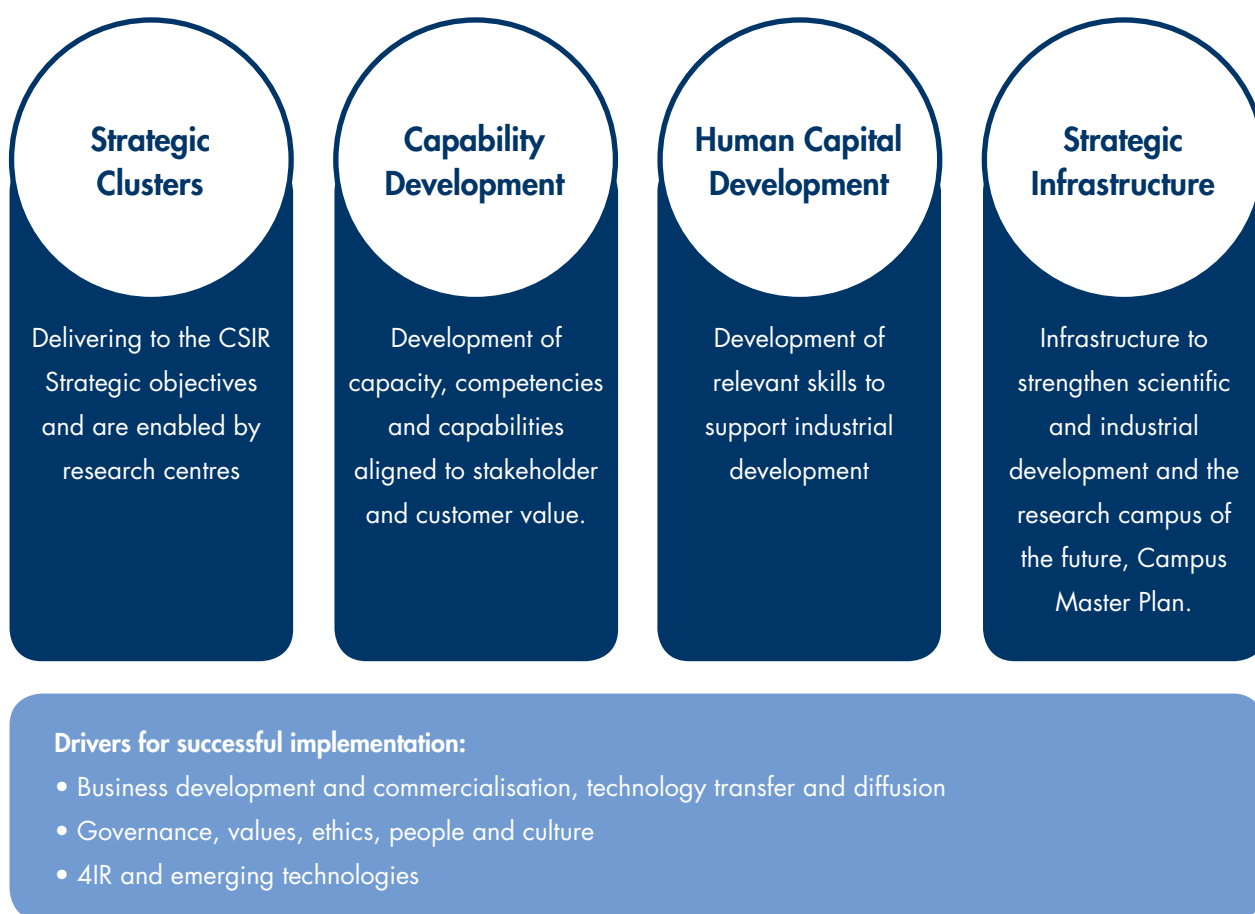 Strategic
Clusters
Delivering to the CSIR
Strategic objectives
and are enabled by
research centres
Capability
Development
Development of
capacity, competencies
and capabilities
aligned to stakeholder
and customer value.
Human Capital
Development
Development of
relevant skills to
support industrial
development
Strategic
Infrastructure
Infrastructure to
strengthen scientific
and industrial
development and the
research campus of
the future, Campus
Master Plan.
Drivers for successful implementation:
• Business development and commercialisation, technology transfer and diffusion
• Governance, values, ethics, people and culture
• 4IR and emerging technologies